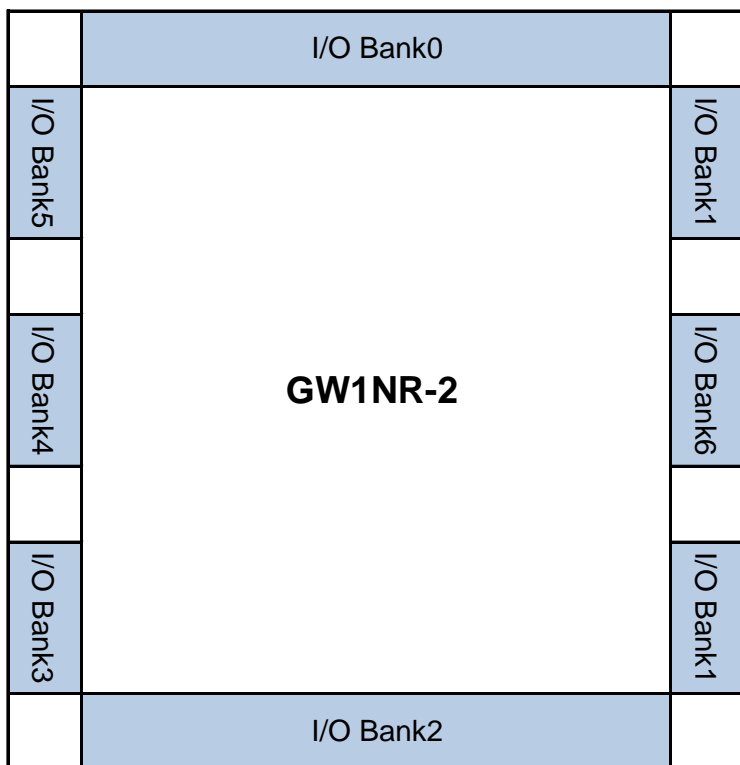 I/O Bank0
I/O Bank5
I/O Bank1
I/O Bank4
GW1NR-2
I/O Bank6
I/O Bank3
I/O Bank1
I/O Bank2